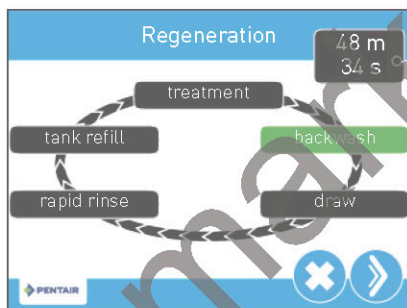 Regeneration
48 m
34 s
treatment
tank refill
backwash
rapid rinse
draw
PENTAIR